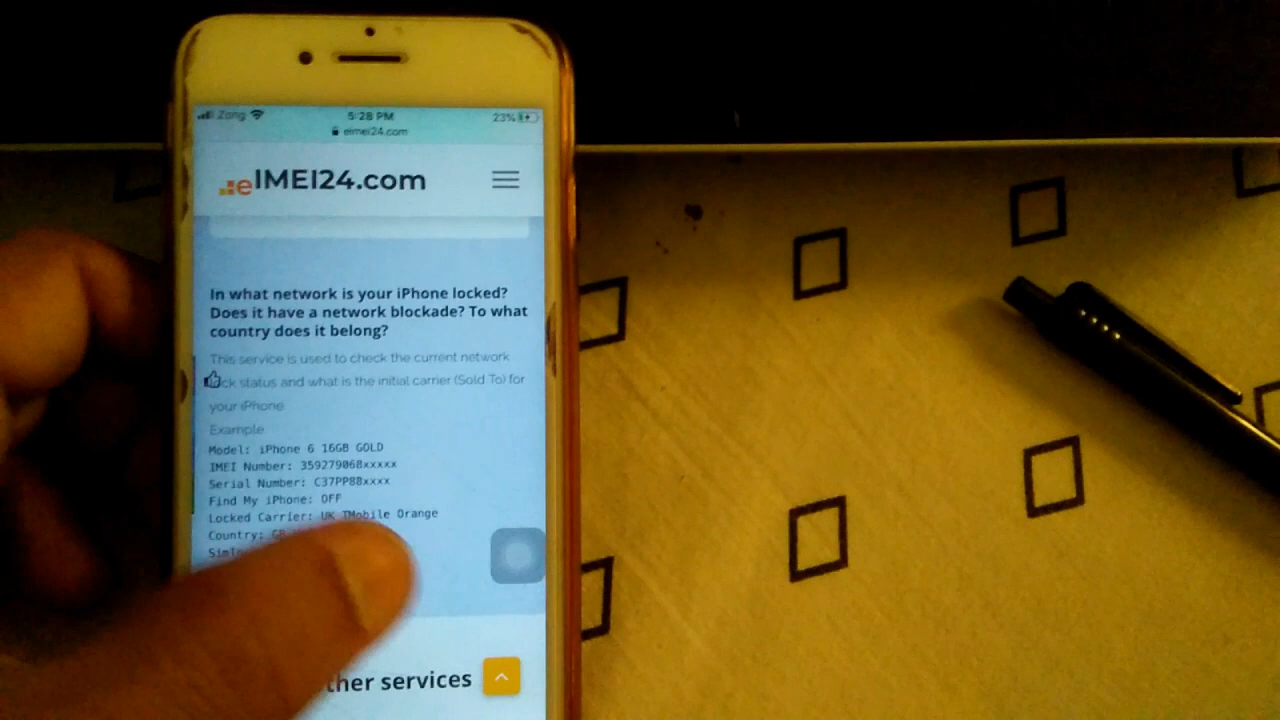 Zong 5:28 PM 23%
eimei24.com
eIMEI24.com
In what network is your iPhone locked?
Does it have a network blockade? To what
country does it belong?
This service is used to check the current network
ck status and what is the initial carrier (Sold To) for
your iPhone.
Example
Model: iPhone 6 16GB GOLD
IMEI Number: 359279068xxxxx
Serial Number: C37PP88xxxx
Find My iPhone: OFF
Locked Carrier: UK TMobile Orange
Country:
ther services